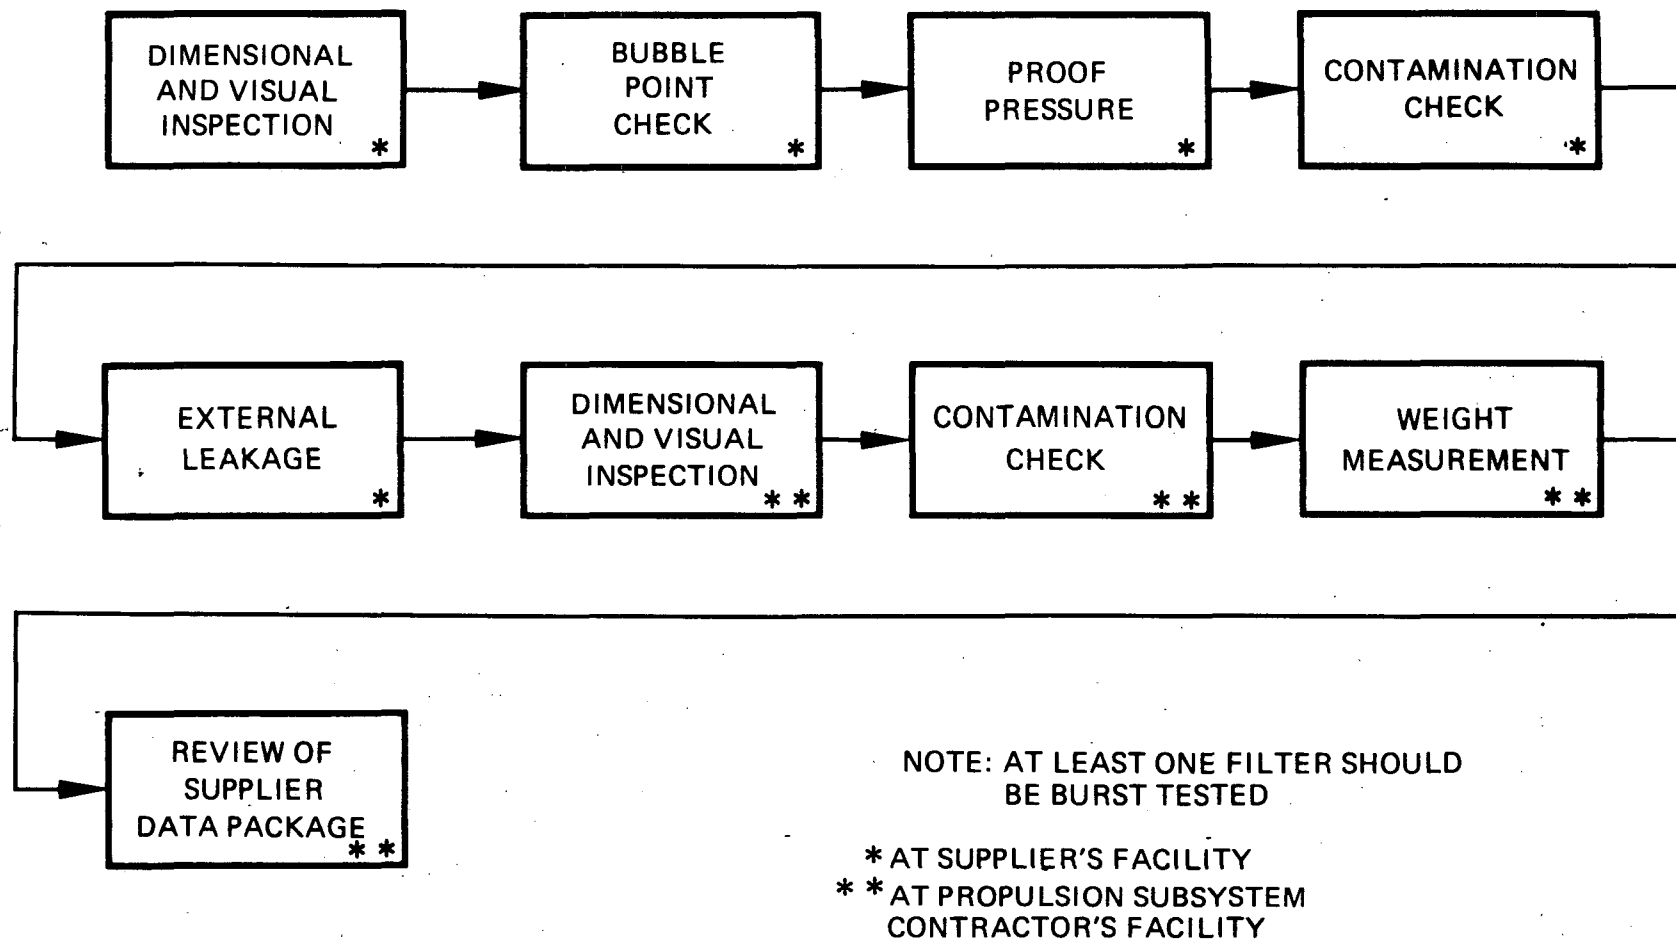 DIMENSIONAL
AND VISUAL
INSPECTION
*
BUBBLE
POINT
CHECK
*
PROOF
PRESSURE
*
CONTAMINATION
CHECK
*
EXTERNAL
LEAKAGE
*
DIMENSIONAL
AND VISUAL
INSPECTION
* *
CONTAMINATION
CHECK
* *
WEIGHT
MEASUREMENT
* *
REVIEW OF
SUPPLIER
DATA PACKAGE
* *
NOTE: AT LEAST ONE FILTER SHOULD
BE BURST TESTED
* AT SUPPLIER'S FACILITY
* * AT PROPULSION SUBSYSTEM
CONTRACTOR'S FACILITY